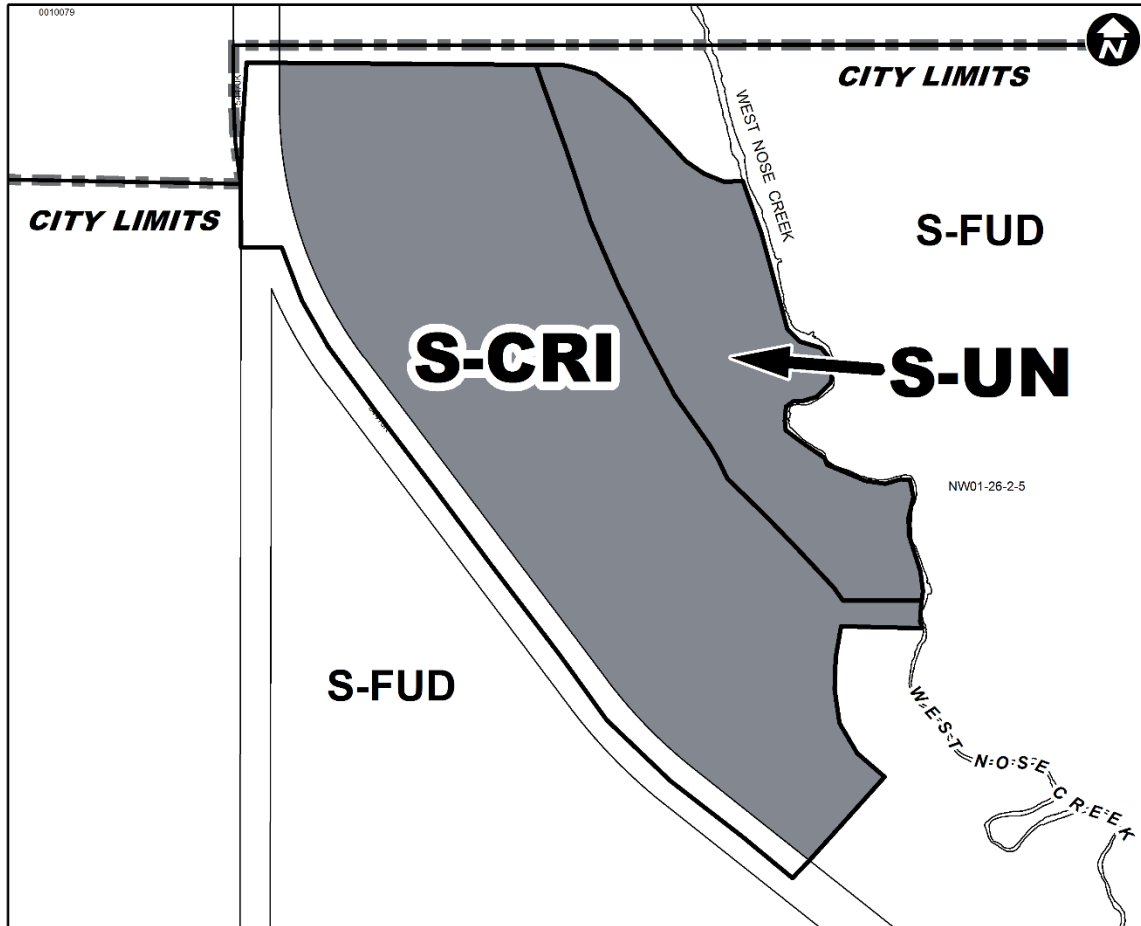 0010079
N
CITY LIMITS
CITY LIMITS
WEST NOSE CREEK
S-FUD
S-CRI
S-UN
NW01-26-2-5
S-FUD
WEST NOSE CREEK